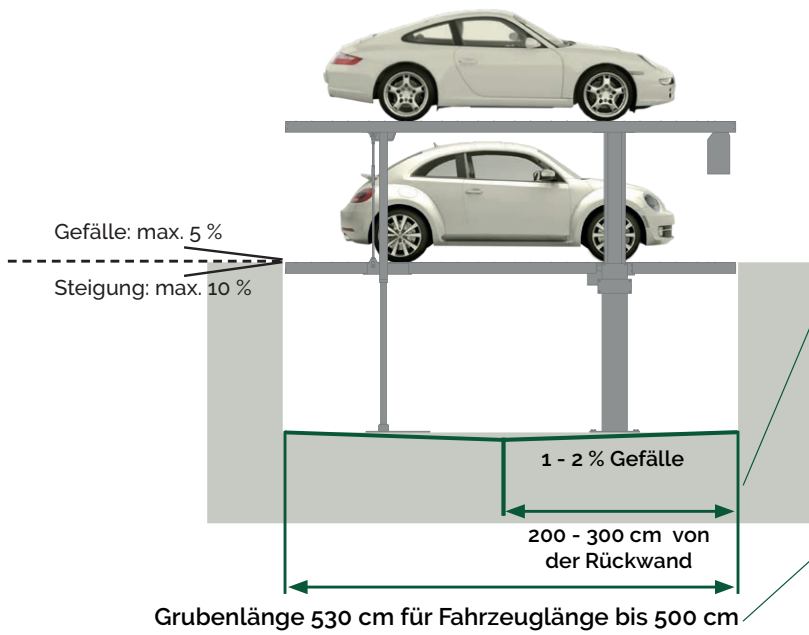 Gefälle: max. 5 %
Steigung: max. 10 %
1 - 2 % Gefälle
200 - 300 cm von
der Rückwand
Grubenlänge 530 cm für Fahrzeuglänge bis 500 cm